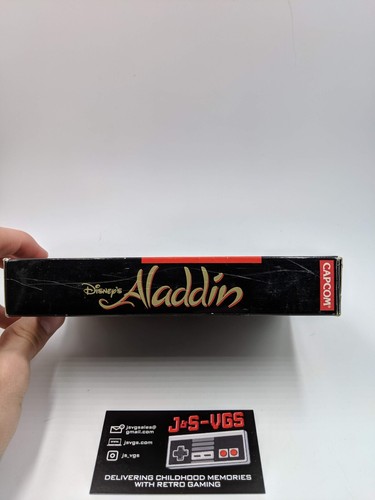 Disney's Aladdin
CAPCOM
J&S-VGS
jsvgsales@
gmail.com
jsvgs.com
js_vgs
DELIVERING CHILDHOOD MEMORIES
WITH RETRO GAMING